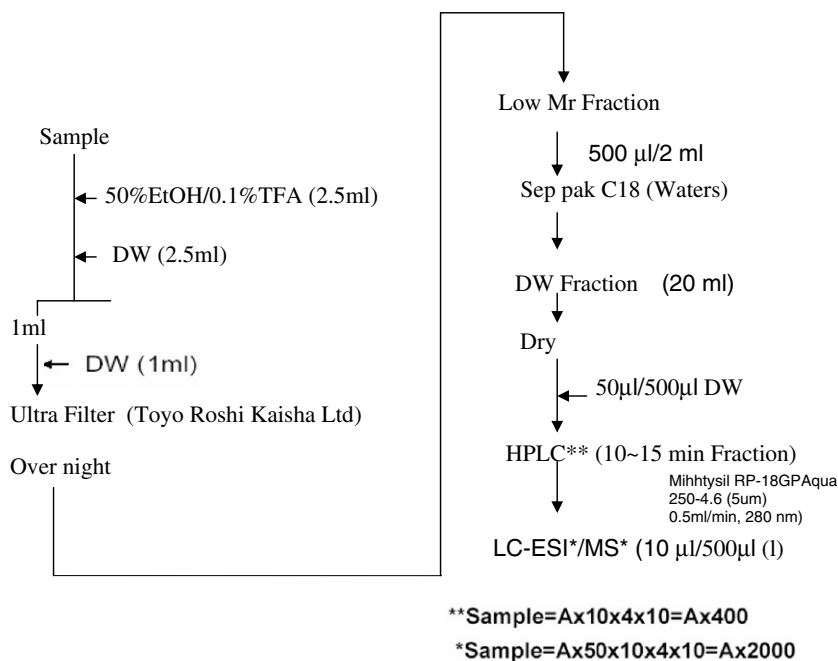 Sample
50%EtOH/0.1%TFA (2.5ml)
DW (2.5ml)
1ml
DW (1ml)
Ultra Filter (Toyo Roshi Kaisha Ltd)
Over night
Low Mr Fraction
500 μl/2 ml
Sep pak C18 (Waters)
DW Fraction (20 ml)
Dry
50μl/500μl DW
HPLC** (10~15 min Fraction)
Mihhtysil RP-18GPAqua
250-4.6 (5um)
0.5ml/min, 280 nm)
LC-ESI*/MS* (10 μl/500μl (l)
**Sample=Ax10x4x10=Ax400
*Sample=Ax50x10x4x10=Ax2000